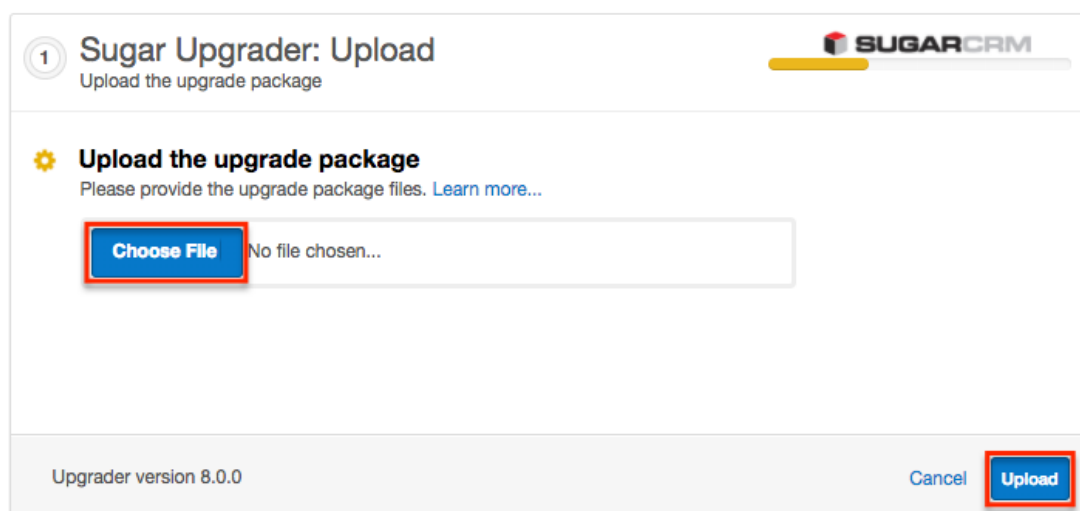 1
Sugar Upgrader: Upload
SUGARCRM
Upload the upgrade package
Upload the upgrade package
Please provide the upgrade package files. Learn more...
Choose File
No file chosen...
Upgrader version 8.0.0
Cancel
Upload